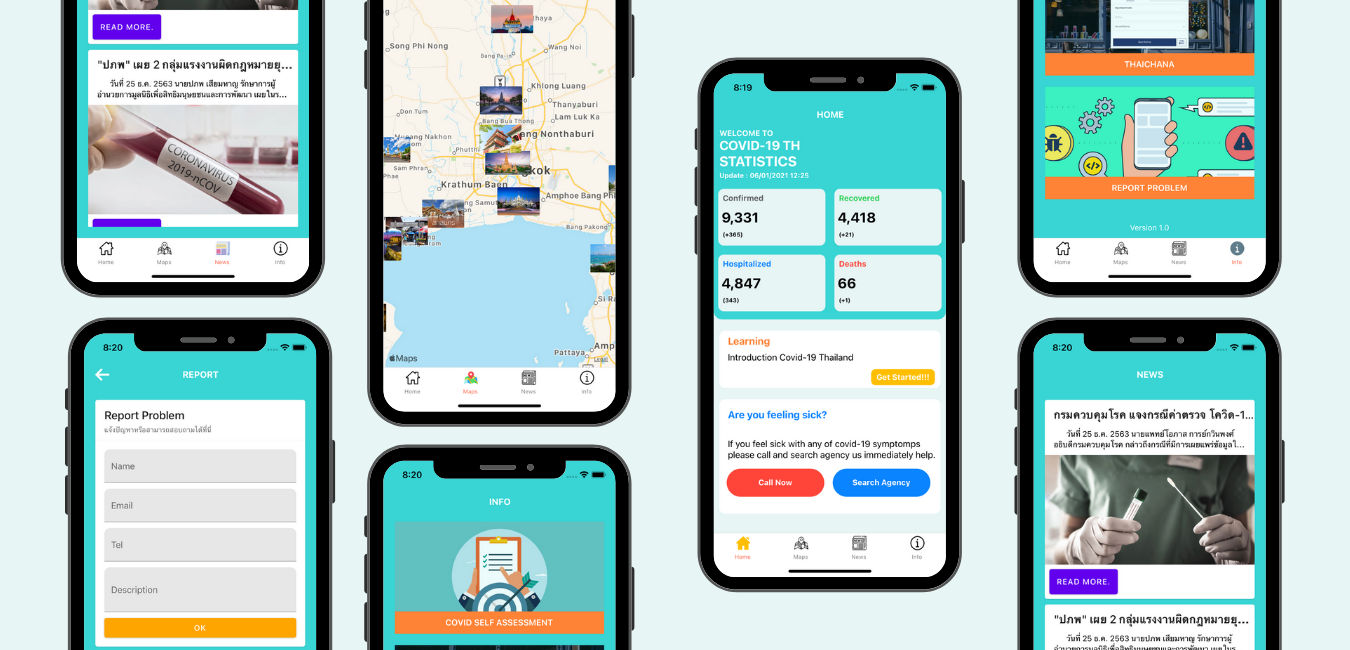 READ MORE.
"ปภพ" เผย 2 กลุ่มแรงงานผิดกฎหมายยุ...
วันที่ 25 ธ.ค. 2563 นายปภพ เสียมหาญ รักษาการผู้
อำนวยการมูลนิธิเพื่อสิทธิมนุษยชนและการพัฒนา เผย ในร...
CORONAVIRUS
2019-nCOV
Home
Maps
News
Info
8:20
REPORT
Report Problem
แจ้งปัญหาหรือสามารถสอบถามได้ที่นี่
Name
Email
Tel
Description
OK
Song Phi Nong
Wang Noi
Bang Pa-in
Khlong Luang
Thanyaburi
Don Tum
Bang Bua Thong
Lam Luk Ka
Phutthi
Sam Phran
Krathum Baen
Amphoe Bang Ph
Bang Pakong
Si R
Pattaya
Amp
Maps
Legal
Home
Maps
News
Info
8:20
INFO
COVID SELF ASSESSMENT
8:19
HOME
WELCOME TO
COVID-19 TH
STATISTICS
Update : 06/01/2021 12:25
Confirmed
9,331
(+365)
Recovered
4,418
(+21)
Hospitalized
4,847
(343)
Deaths
66
(+1)
Learning
Introduction Covid-19 Thailand
Get Started!!!
Are you feeling sick?
If you feel sick with any of covid-19 symptomps
please call and search agency us immediately help.
Call Now
Search Agency
Home
Maps
News
Info
THAICHANA
REPORT PROBLEM
Version 1.0
Home
Maps
News
Info
8:20
NEWS
กรมควบคุมโรค แจงกรณีค่าตรวจ โควิด-1...
วันที่ 25 ธ.ค. 2563 นายแพทย์โอภาส การย์กวินพงศ์
อธิบดีกรมควบคุมโรค กล่าวถึงกรณีที่มีการเผยแพร่ข้อมูลใ...
READ MORE.
"ปภพ" เผย 2 กลุ่มแรงงานผิดกฎหมายยุ...
วันที่ 25 ธ.ค. 2563 นายปภพ เสียมหาญ รักษาการผู้
อำนวยการมูลนิธิเพื่อสิทธิมนุษยชนและการพัฒนา เผย ในร...